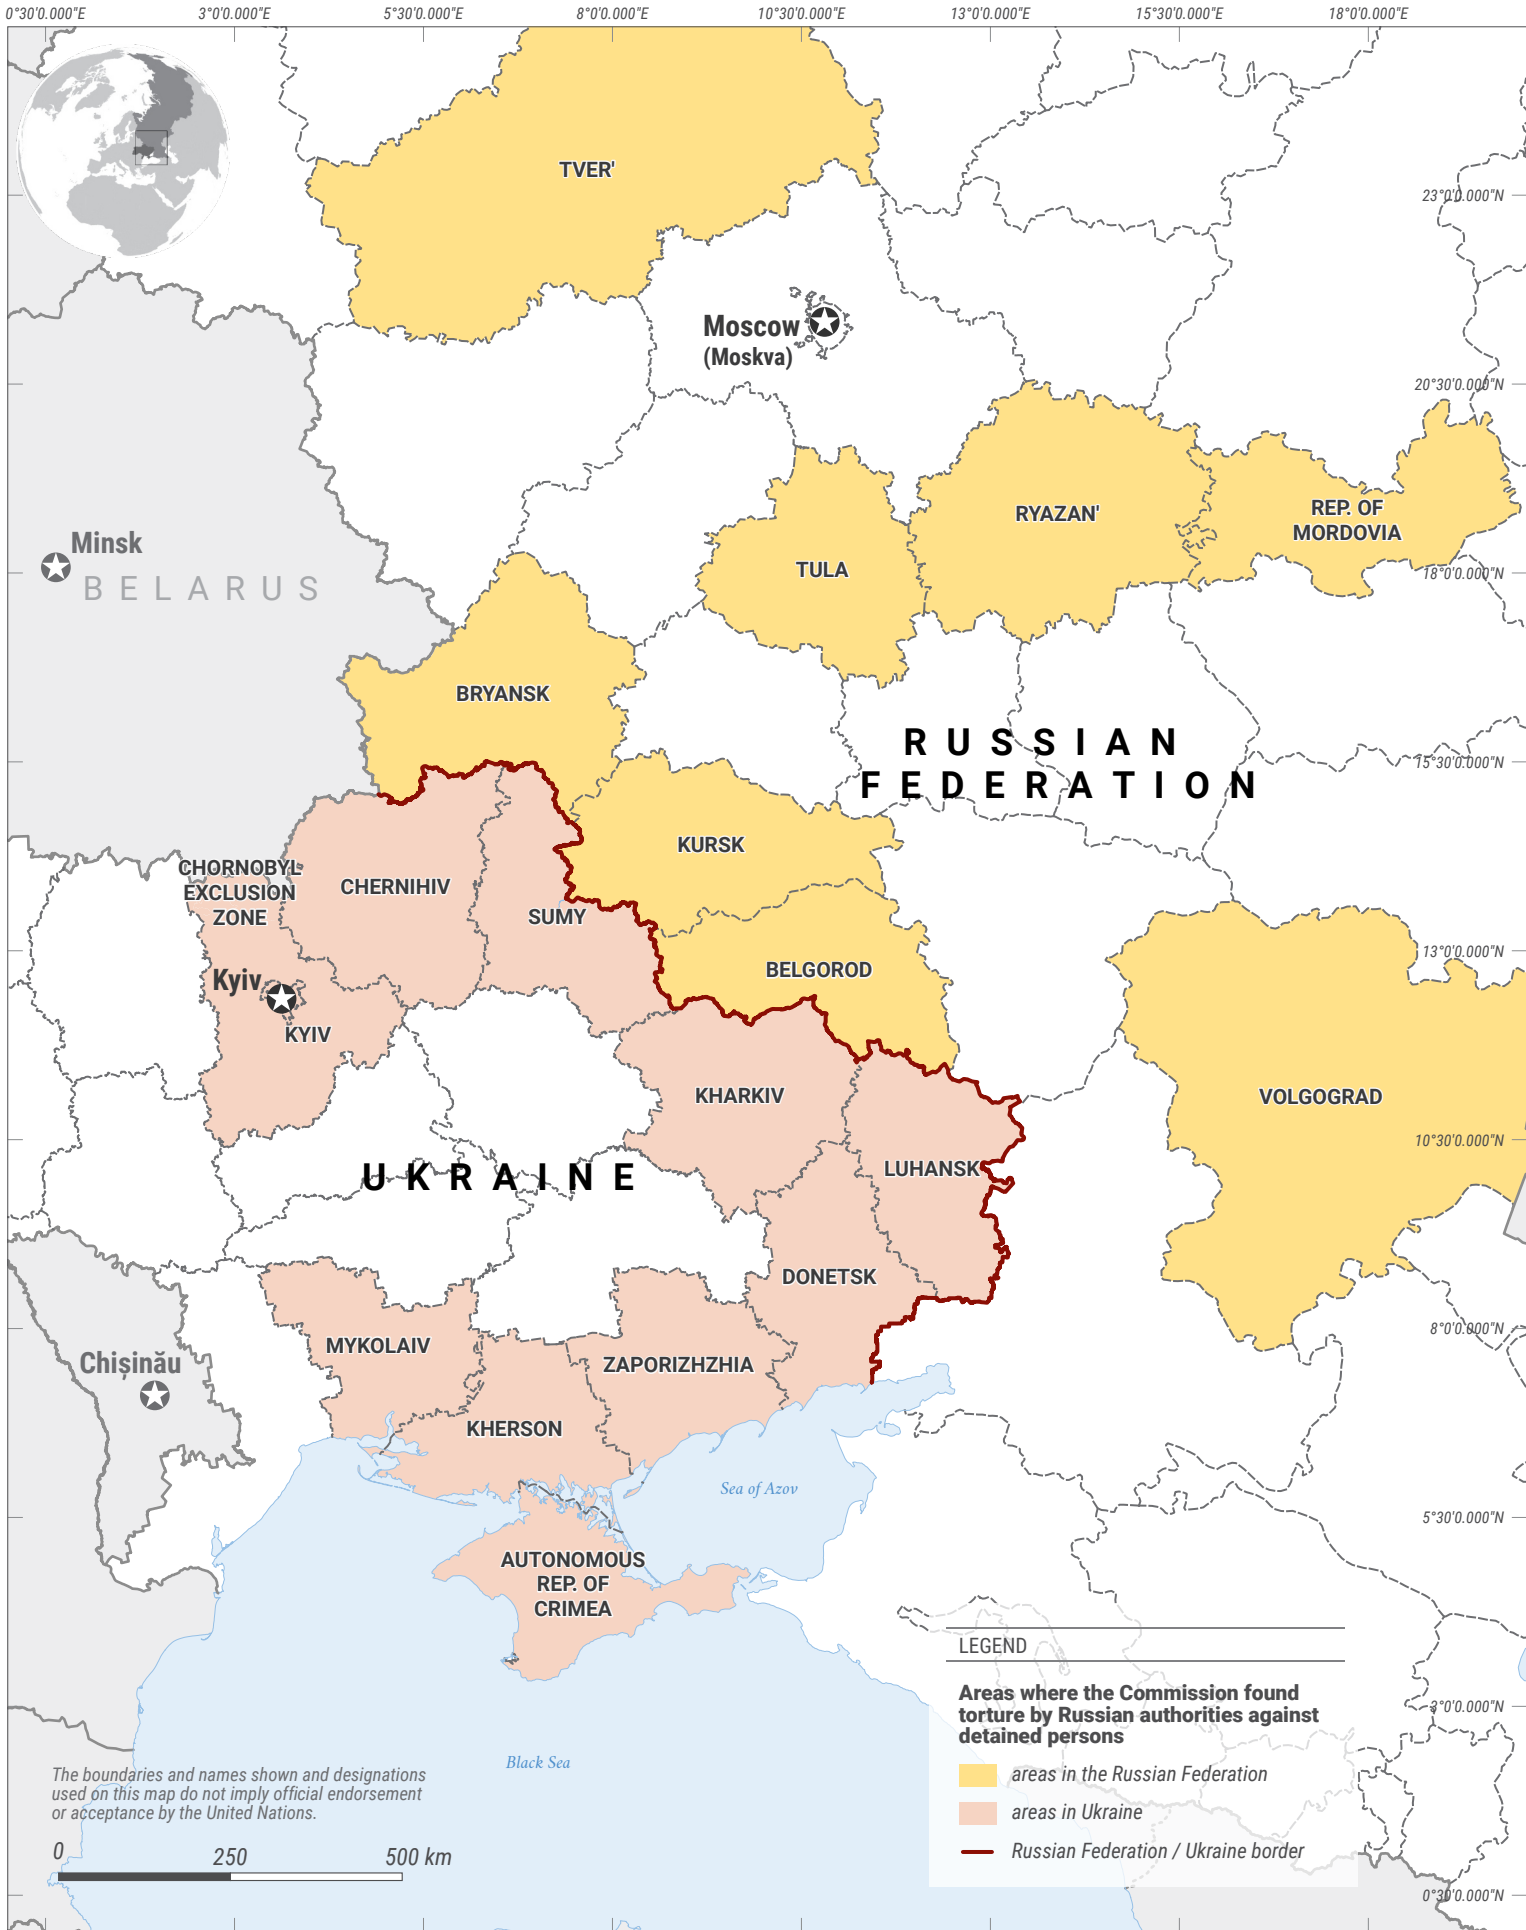 0°30'0.000"E
3°0'0.000"E
5°30'0.000"E
8°0'0.000"E
10°30'0.000"E
13°0'0.000"E
15°30'0.000"E
18°0'0.000"E
TVER'
23°0'0.000"N
Moscow
(Moskva)
20°30'0.000"N
RYAZAN'
REP. OF
MORDOVIA
Minsk
BELARUS
TULA
18°0'0.000"N
BRYANSK
RUSSIAN
FEDERATION
15°30'0.000"N
KURSK
CHORNOBYL
EXCLUSION
ZONE
CHERNIHIV
SUMY
13°0'0.000"N
BELGOROD
Kyiv
KYIV
KHARKIV
VOLGOGRAD
10°30'0.000"N
UKRAINE
LUHANSK
DONETSK
8°0'0.000"N
MYKOLAIV
Chișinău
ZAPORIZHZHIA
KHERSON
Sea of Azov
5°30'0.000"N
AUTONOMOUS
REP. OF
CRIMEA
LEGEND
Areas where the Commission found
torture by Russian authorities against
detained persons
3°0'0.000"N
areas in the Russian Federation
areas in Ukraine
Russian Federation / Ukraine border
Black Sea
The boundaries and names shown and designations
used on this map do not imply official endorsement
or acceptance by the United Nations.
0 250 500 km
0°30'0.000"N